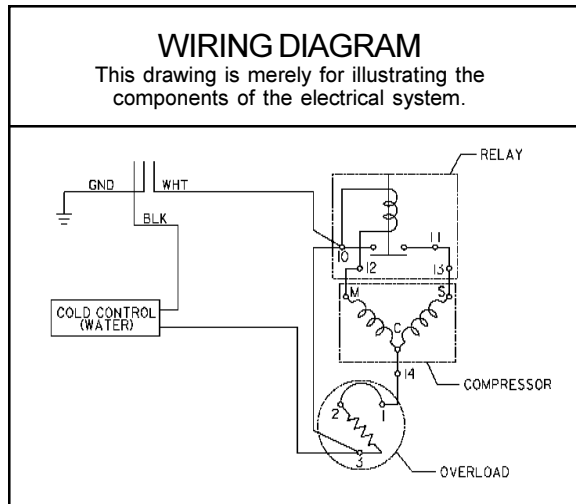 WIRING DIAGRAM
This drawing is merely for illustrating the
components of the electrical system.
RELAY
GND
WHT
BLK
10
11
12
13
M
S
C
COLD CONTROL
(WATER)
14
COMPRESSOR
2
1
3
OVERLOAD